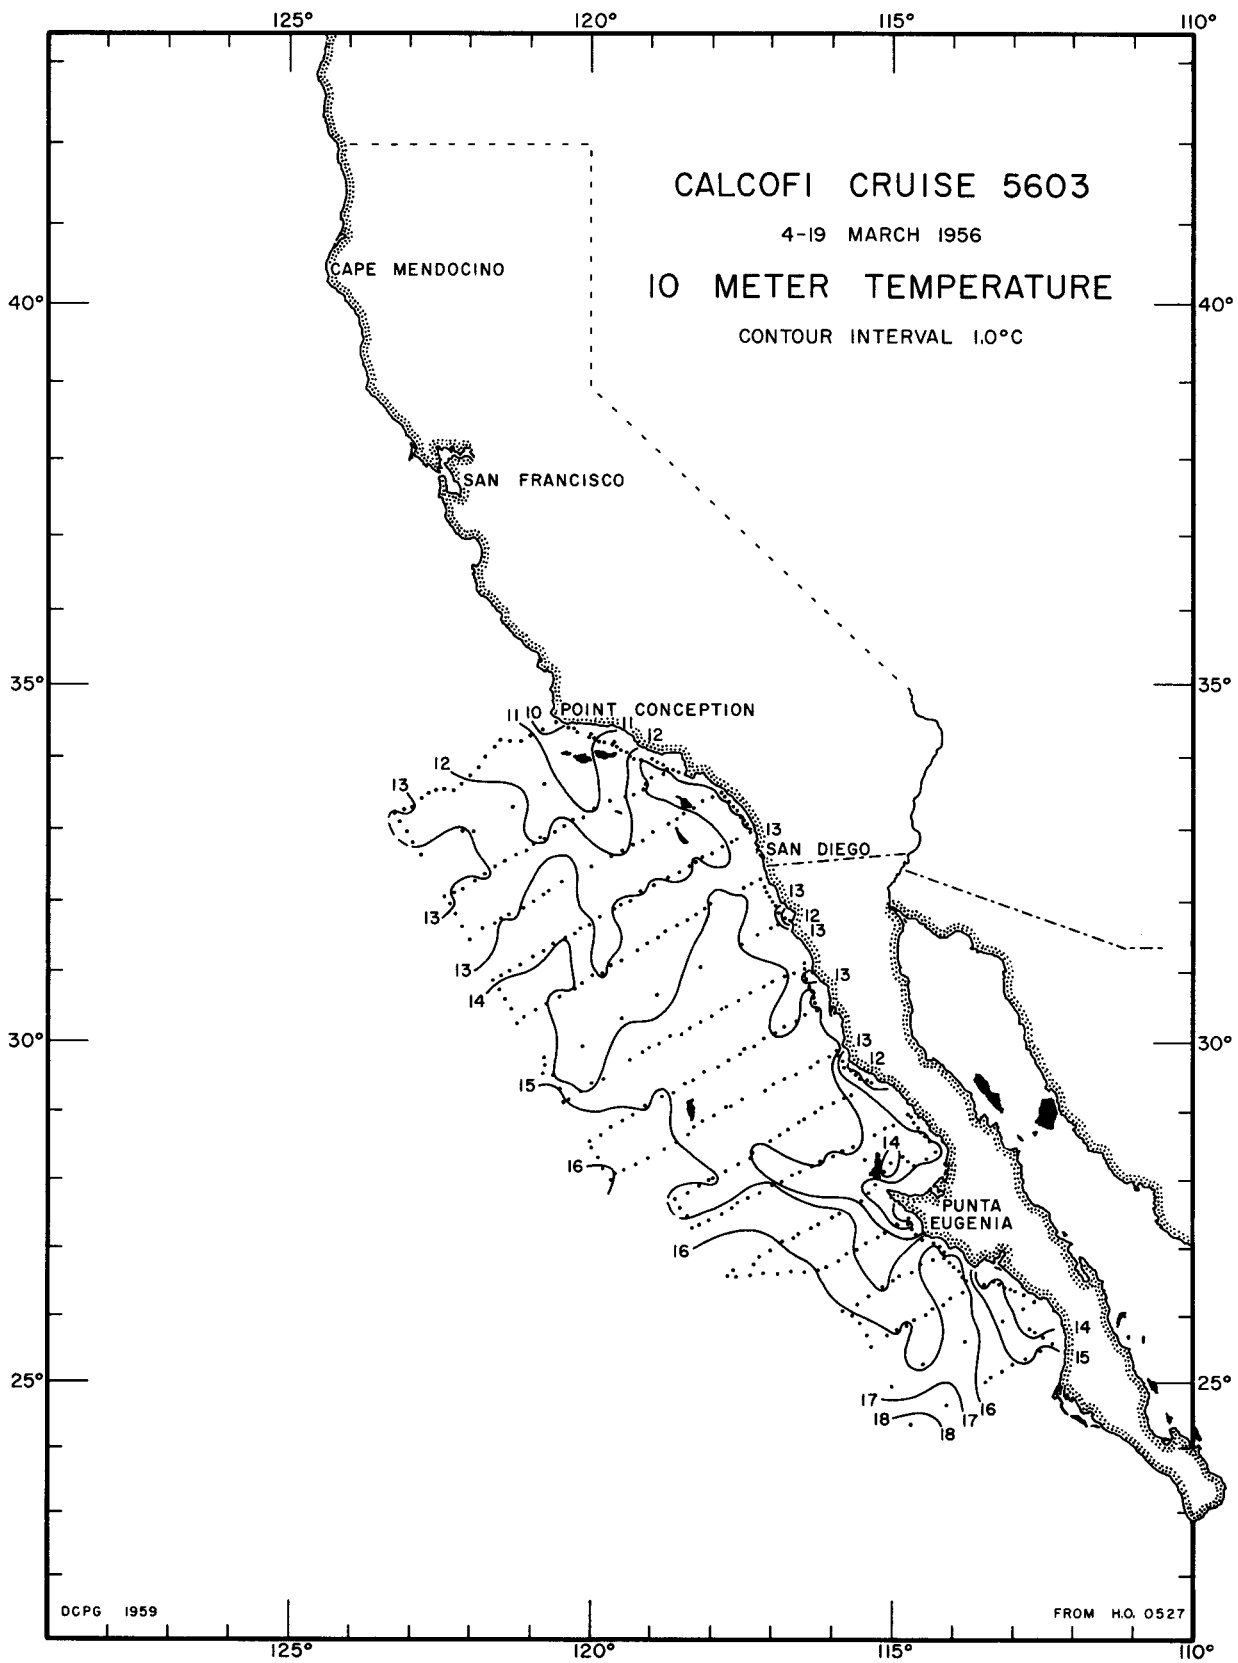 125° 120° 115° 110°
CALCOFI CRUISE 5603
4-19 MARCH 1956
CAPE MENDOCINO
10 METER TEMPERATURE
40° 40°
CONTOUR INTERVAL 1.0°C
SAN FRANCISCO
35° 35°
POINT CONCEPTION
11 10 11
12
12
13
13
SAN DIEGO
13
12
13
13
13
14
13
30° 30°
13
12
15
14
16
PUNTA
EUGENIA
16
14
15
25° 25°
17
16
18
17
18
DCPG 1959
FROM H.O. 0527
125° 120° 115° 110°